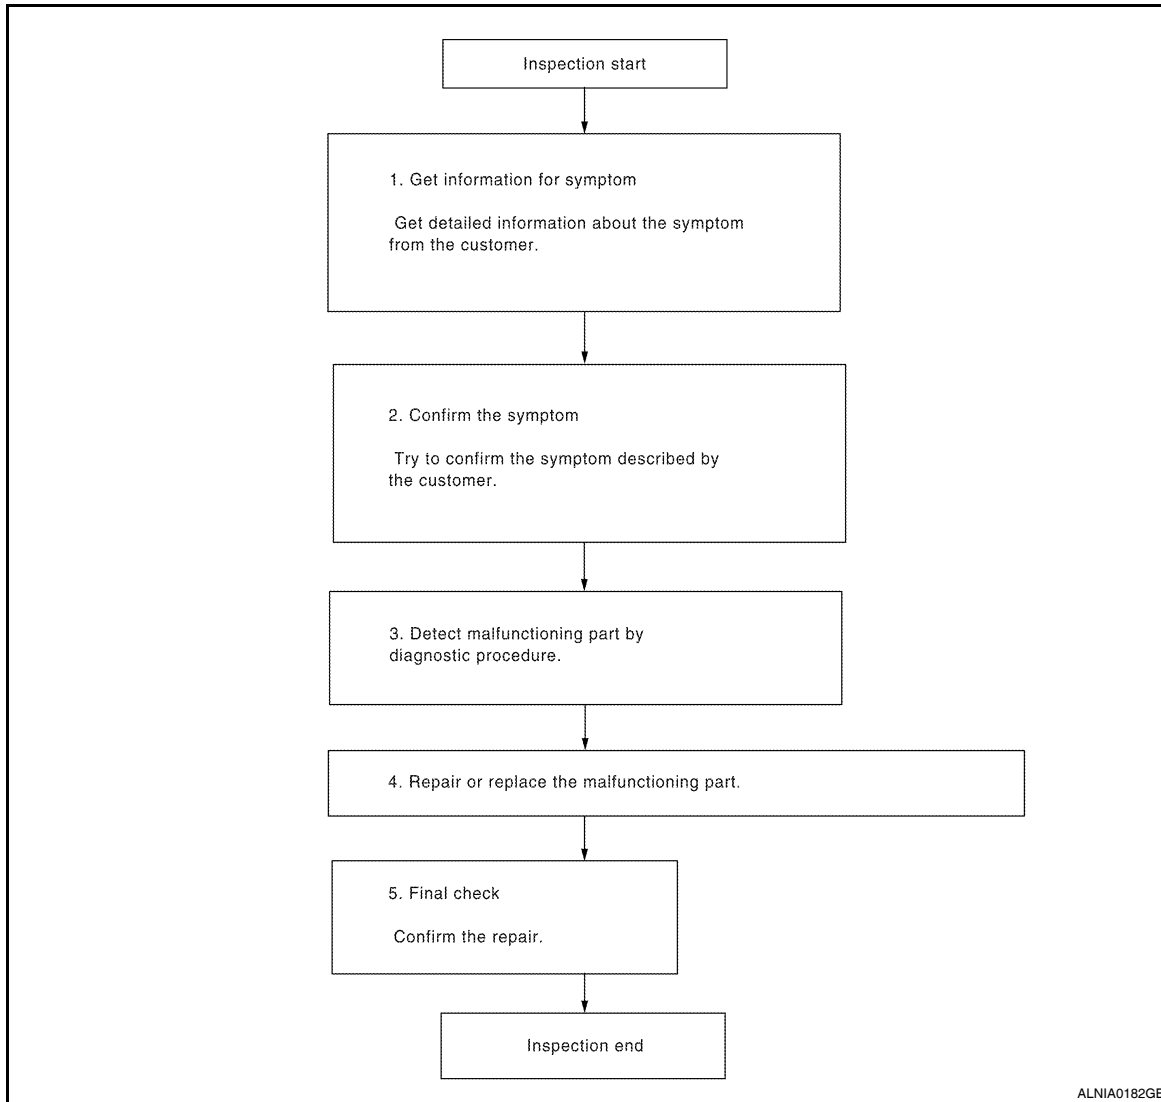 Inspection start
1. Get information for symptom
Get detailed information about the symptom
from the customer.
2. Confirm the symptom
Try to confirm the symptom described by
the customer.
3. Detect malfunctioning part by
diagnostic procedure.
4. Repair or replace the malfunctioning part.
5. Final check
Confirm the repair.
Inspection end
ALNIA0182GB